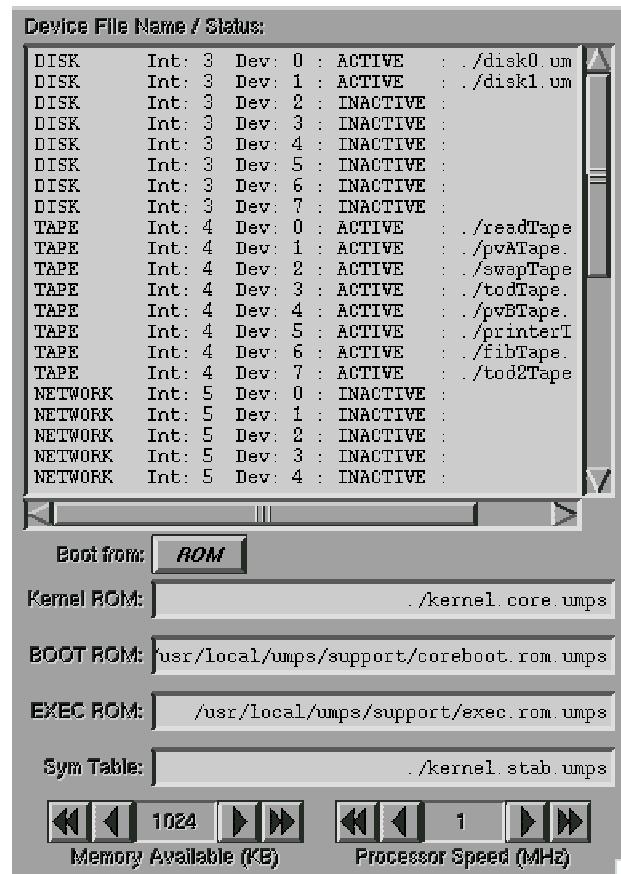 Device File Name / Status:
DISK Int: 3 Dev: 0 : ACTIVE : ./disk0.um
DISK Int: 3 Dev: 1 : ACTIVE : ./disk1.um
DISK Int: 3 Dev: 2 : INACTIVE :
DISK Int: 3 Dev: 3 : INACTIVE :
DISK Int: 3 Dev: 4 : INACTIVE :
DISK Int: 3 Dev: 5 : INACTIVE :
DISK Int: 3 Dev: 6 : INACTIVE :
DISK Int: 3 Dev: 7 : INACTIVE :
TAPE Int: 4 Dev: 0 : ACTIVE : ./readTape
TAPE Int: 4 Dev: 1 : ACTIVE : ./pvATape.
TAPE Int: 4 Dev: 2 : ACTIVE : ./swapTape
TAPE Int: 4 Dev: 3 : ACTIVE : ./todTape.
TAPE Int: 4 Dev: 4 : ACTIVE : ./pvBTape.
TAPE Int: 4 Dev: 5 : ACTIVE : ./printerT
TAPE Int: 4 Dev: 6 : ACTIVE : ./fibTape.
TAPE Int: 4 Dev: 7 : ACTIVE : ./tod2Tape
NETWORK Int: 5 Dev: 0 : INACTIVE :
NETWORK Int: 5 Dev: 1 : INACTIVE :
NETWORK Int: 5 Dev: 2 : INACTIVE :
NETWORK Int: 5 Dev: 3 : INACTIVE :
NETWORK Int: 5 Dev: 4 : INACTIVE :
Boot from: ROM
Kernel ROM: ./kernel.core.umps
BOOT ROM: /usr/local/umps/support/coreboot.rom.umps
EXEC ROM: /usr/local/umps/support/exec.rom.umps
Sym Table: ./kernel.stab.umps
1024 1
Memory Available (KB) Processor Speed (MHz)